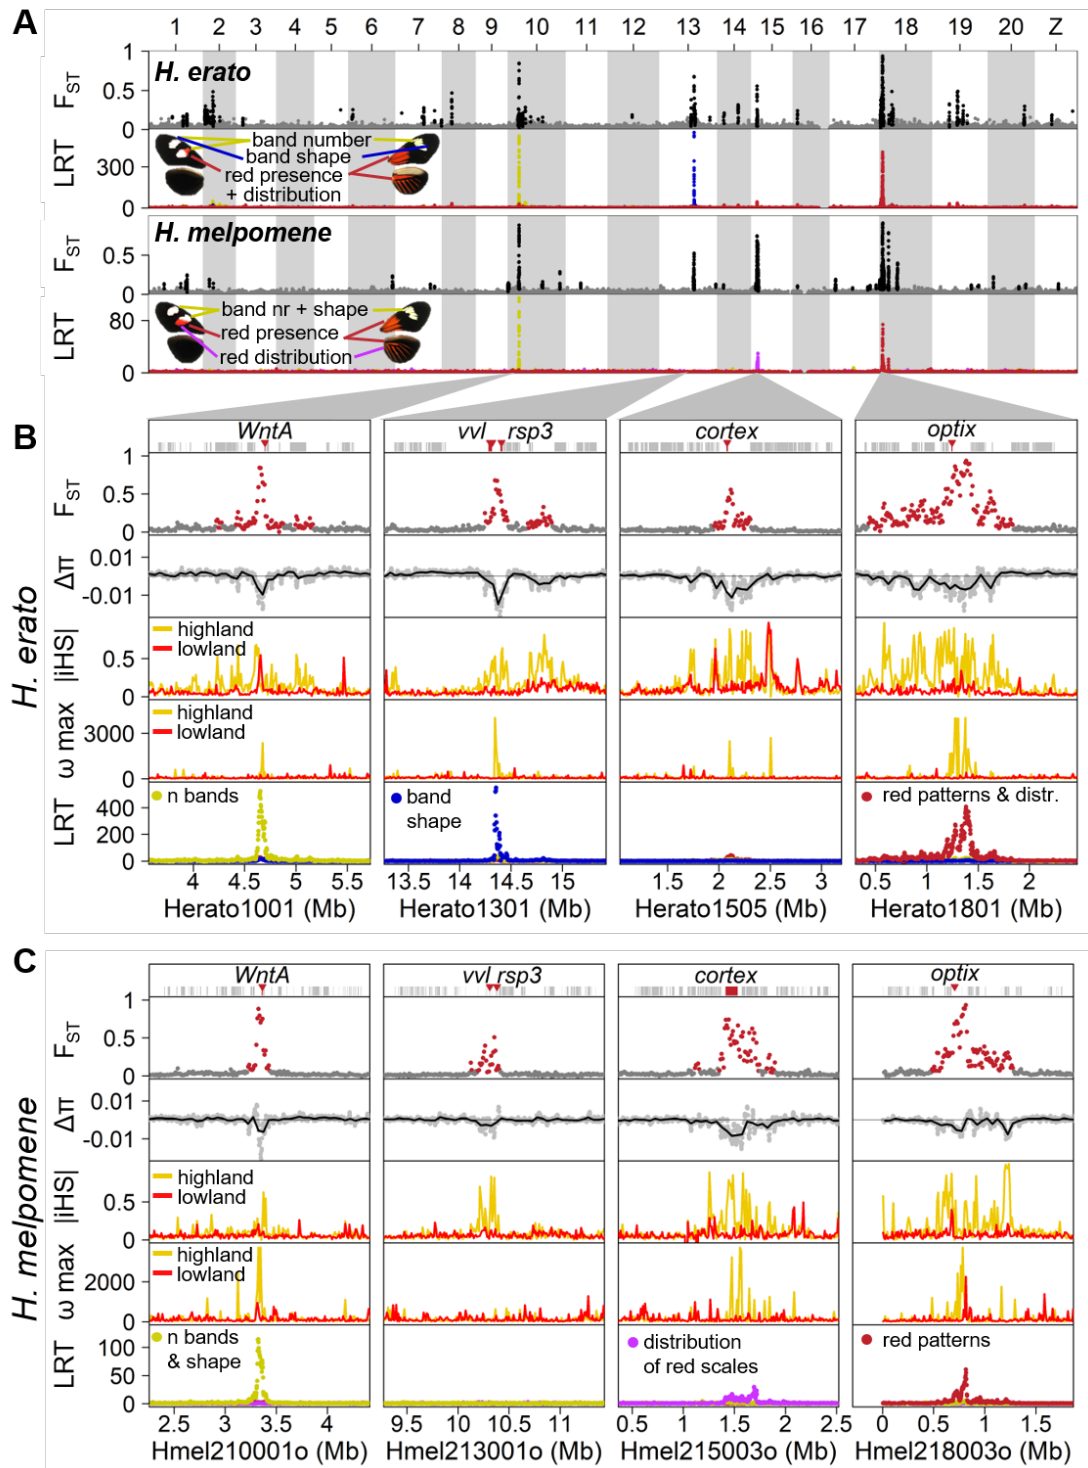 A
1 2 3 4 5 6 7 8 9 10 11 12 13 14 15 16 17 18 19 20 Z
H. erato
FST
1
0.5
0
LRT
300
0
band number
band shape
red presence
+ distribution
H. melpomene
FST
0.5
0
LRT
80
0
band nr + shape
red presence
red distribution
B
H. erato
WntA vvl rsp3 cortex optix
FST
1
0.5
0
Δπ
0.01
-0.01
|iHS|
0.5
0
highland
lowland
ω max
3000
0
highland
lowland
LRT
400
200
0
n bands
band
shape
red patterns & distr.
4 4.5 5 5.5 13.5 14 14.5 15 1.5 2 2.5 3 0.5 1 1.5 2
Herato1001 (Mb) Herato1301 (Mb) Herato1505 (Mb) Herato1801 (Mb)
C
H. melpomene
WntA vvl rsp3 cortex optix
FST
1
0.5
0
Δπ
0.01
-0.01
|iHS|
0.5
0
highland
lowland
ω max
2000
0
highland
lowland
LRT
100
50
0
n bands
& shape
distribution
of red scales
red patterns
2.5 3 3.5 4 9.5 10 10.5 11 0.5 1 1.5 2 2.5 0 0.5 1 1.5
Hmel210001o (Mb) Hmel213001o (Mb) Hmel215003o (Mb) Hmel218003o (Mb)